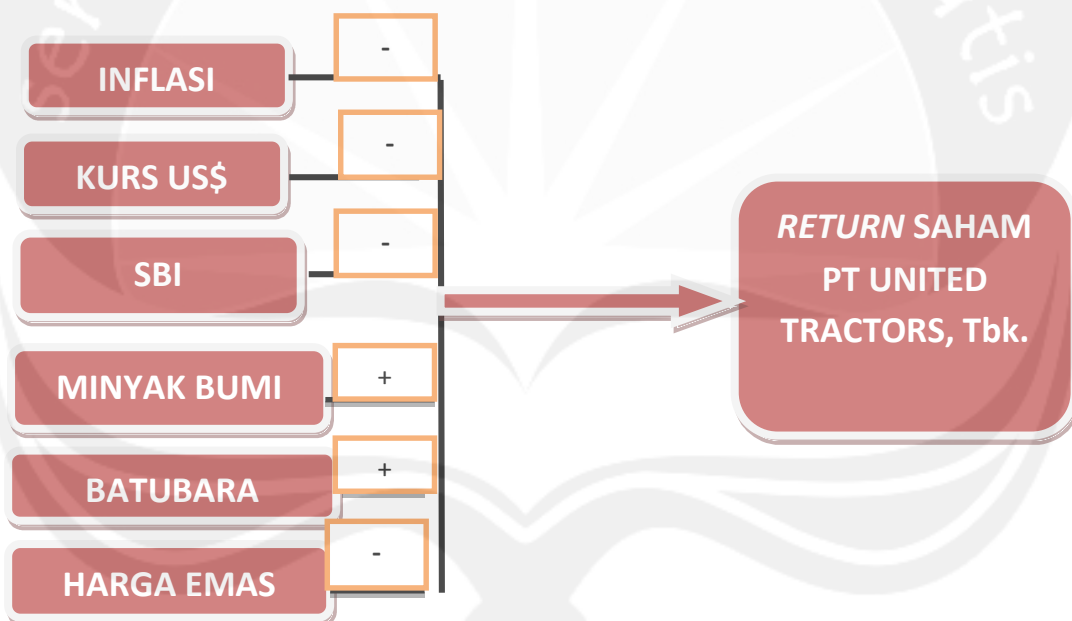 INFLASI
-
KURS US$
-
SBI
-
MINYAK BUMI
+
BATUBARA
+
HARGA EMAS
-
RETURN SAHAM
PT UNITED
TRACTORS, Tbk.